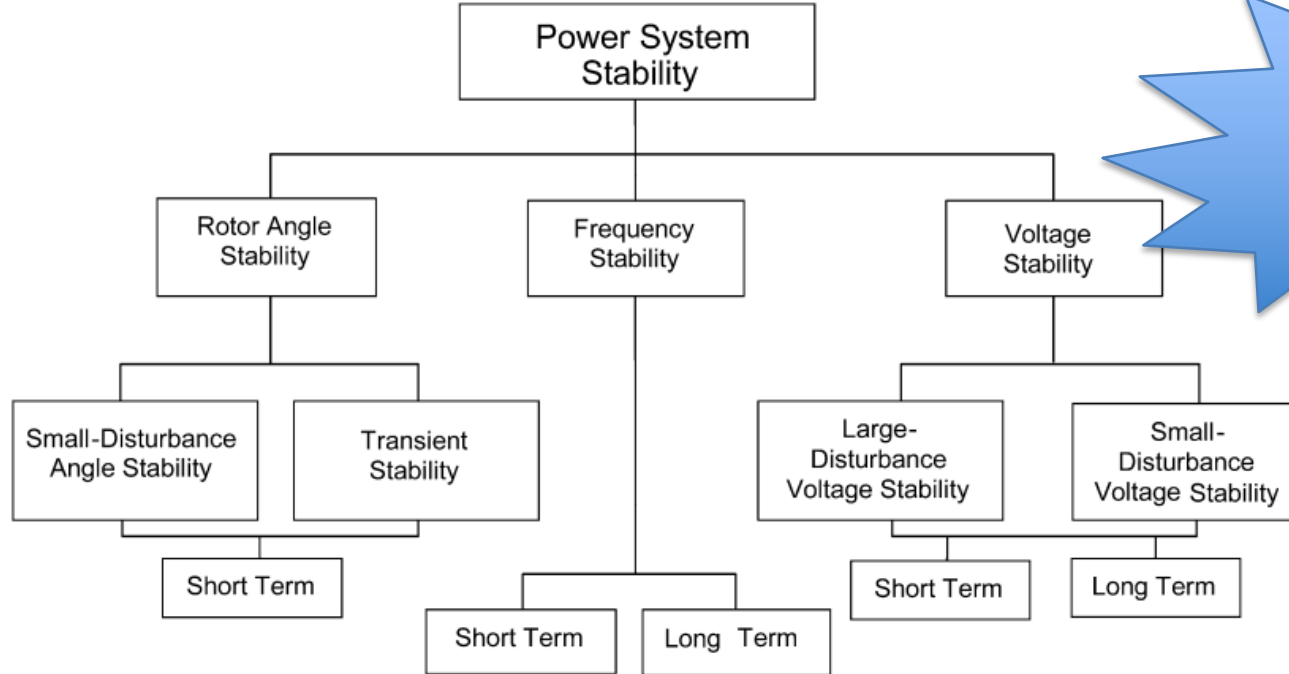 Power System
Stability
Rotor Angle
Stability
Frequency
Stability
Voltage
Stability
Small-Disturbance
Angle Stability
Transient
Stability
Large-
Disturbance
Voltage Stability
Small-
Disturbance
Voltage Stability
Short Term
Short Term
Long Term
Short Term
Long Term